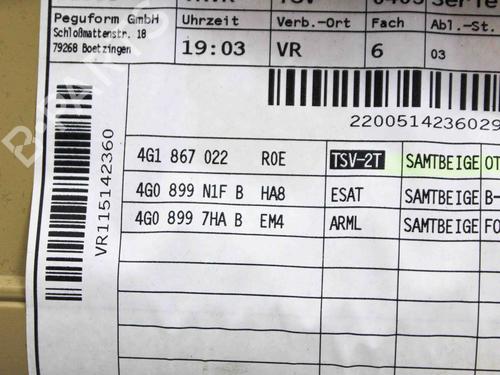 Peguform GmbH
Schloßmattenstr. 18
79268 Boetzingen
Uhrzeit Verb.-Ort Fach Abl.-St.
19:03 VR 6 03
2200514236029
VR115142360
4G1 867 022 R0E TSV-2T SAMTBEIGE OT
4G0 899 N1F B HA8 ESAT SAMTBEIGE B-
4G0 899 7HA B EM4 ARML SAMTBEIGE FO